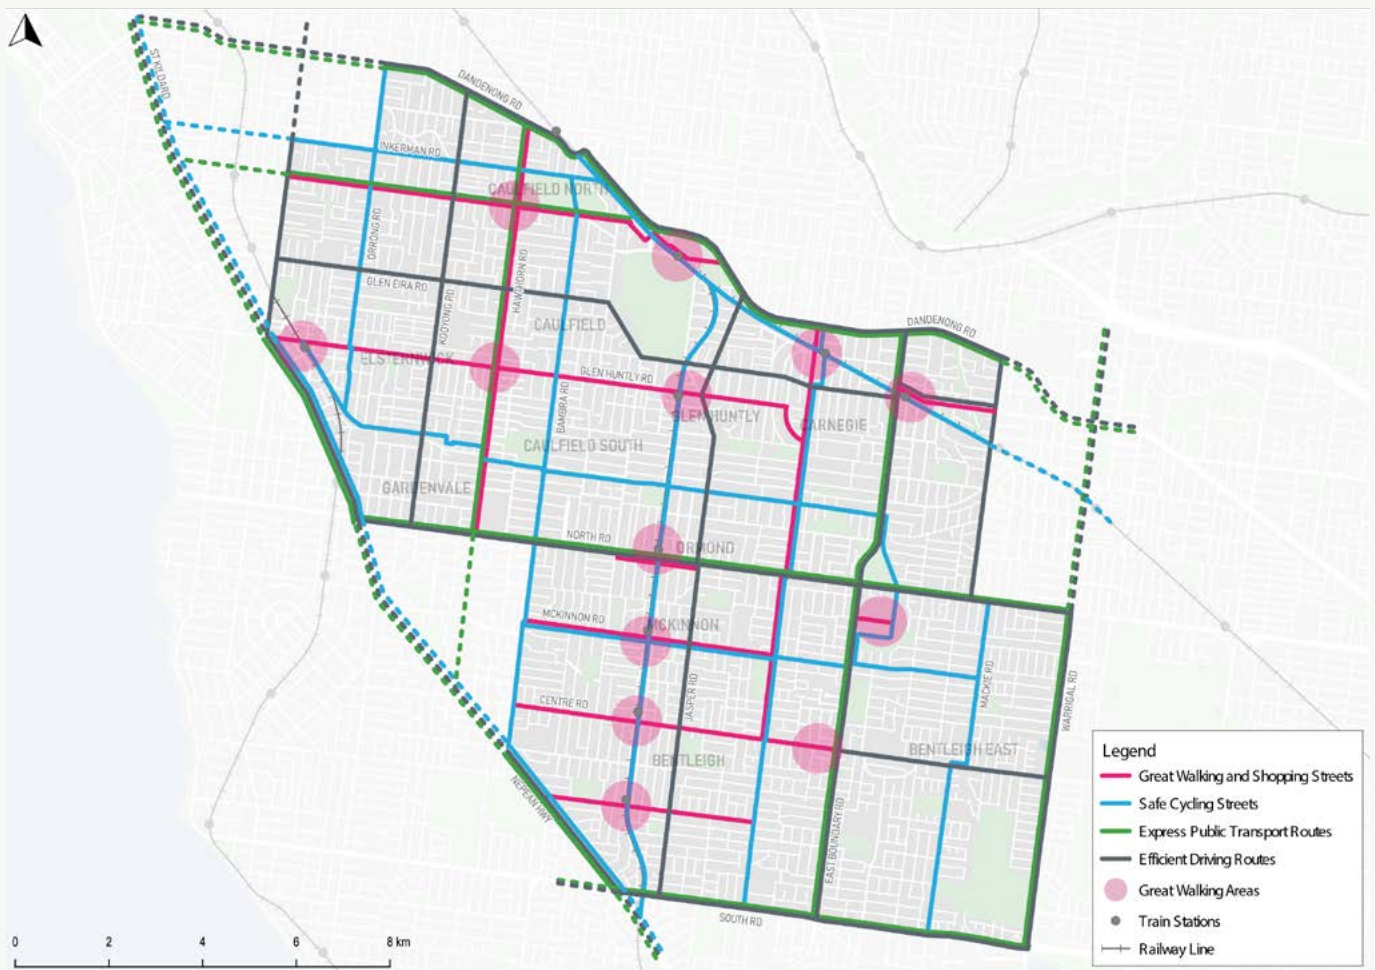 ST KILDA RD
DANDENONG RD
INKERMAN RD
CAULFIELD NORTH
ORRONG RD
HAWTHORN RD
GLEN EIRA RD
KOOYONG RD
CAULFIELD
DANDENONG RD
ELSTERNWICK
GLEN HUNTLY RD
BAMBRA RD
GLEN HUNTLY
CARNEGIE
CAULFIELD SOUTH
GARDENVALE
NORTH RD
ORMOND
MCKINNON RD
MCKINNON
JASPER RD
MACKIE RD
WARRIGAL RD
CENTRE RD
BENTLEIGH
BENTLEIGH EAST
NEPEAN HWY
EAST BOUNDARY RD
SOUTH RD
Legend
Great Walking and Shopping Streets
Safe Cycling Streets
Express Public Transport Routes
Efficient Driving Routes
Great Walking Areas
Train Stations
Railway Line
0 2 4 6 8 km